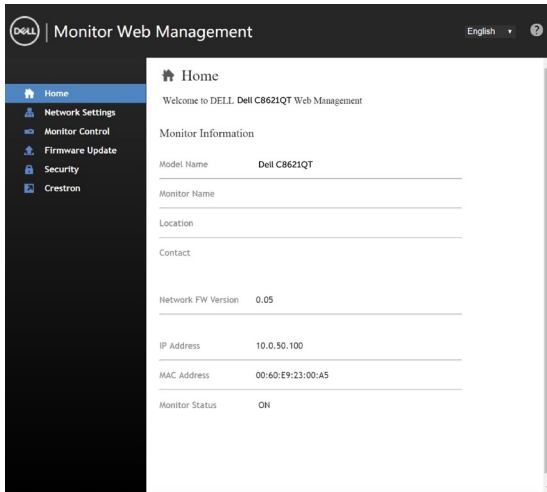 DELL | Monitor Web Management
English ▼ ?
Home
Network Settings
Monitor Control
Firmware Update
Security
Crestron
Home
Welcome to DELL Dell C8621QT Web Management
Monitor Information
Model Name Dell C8621QT
Monitor Name
Location
Contact
Network FW Version 0.05
IP Address 10.0.50.100
MAC Address 00:60:E9:23:00:A5
Monitor Status ON